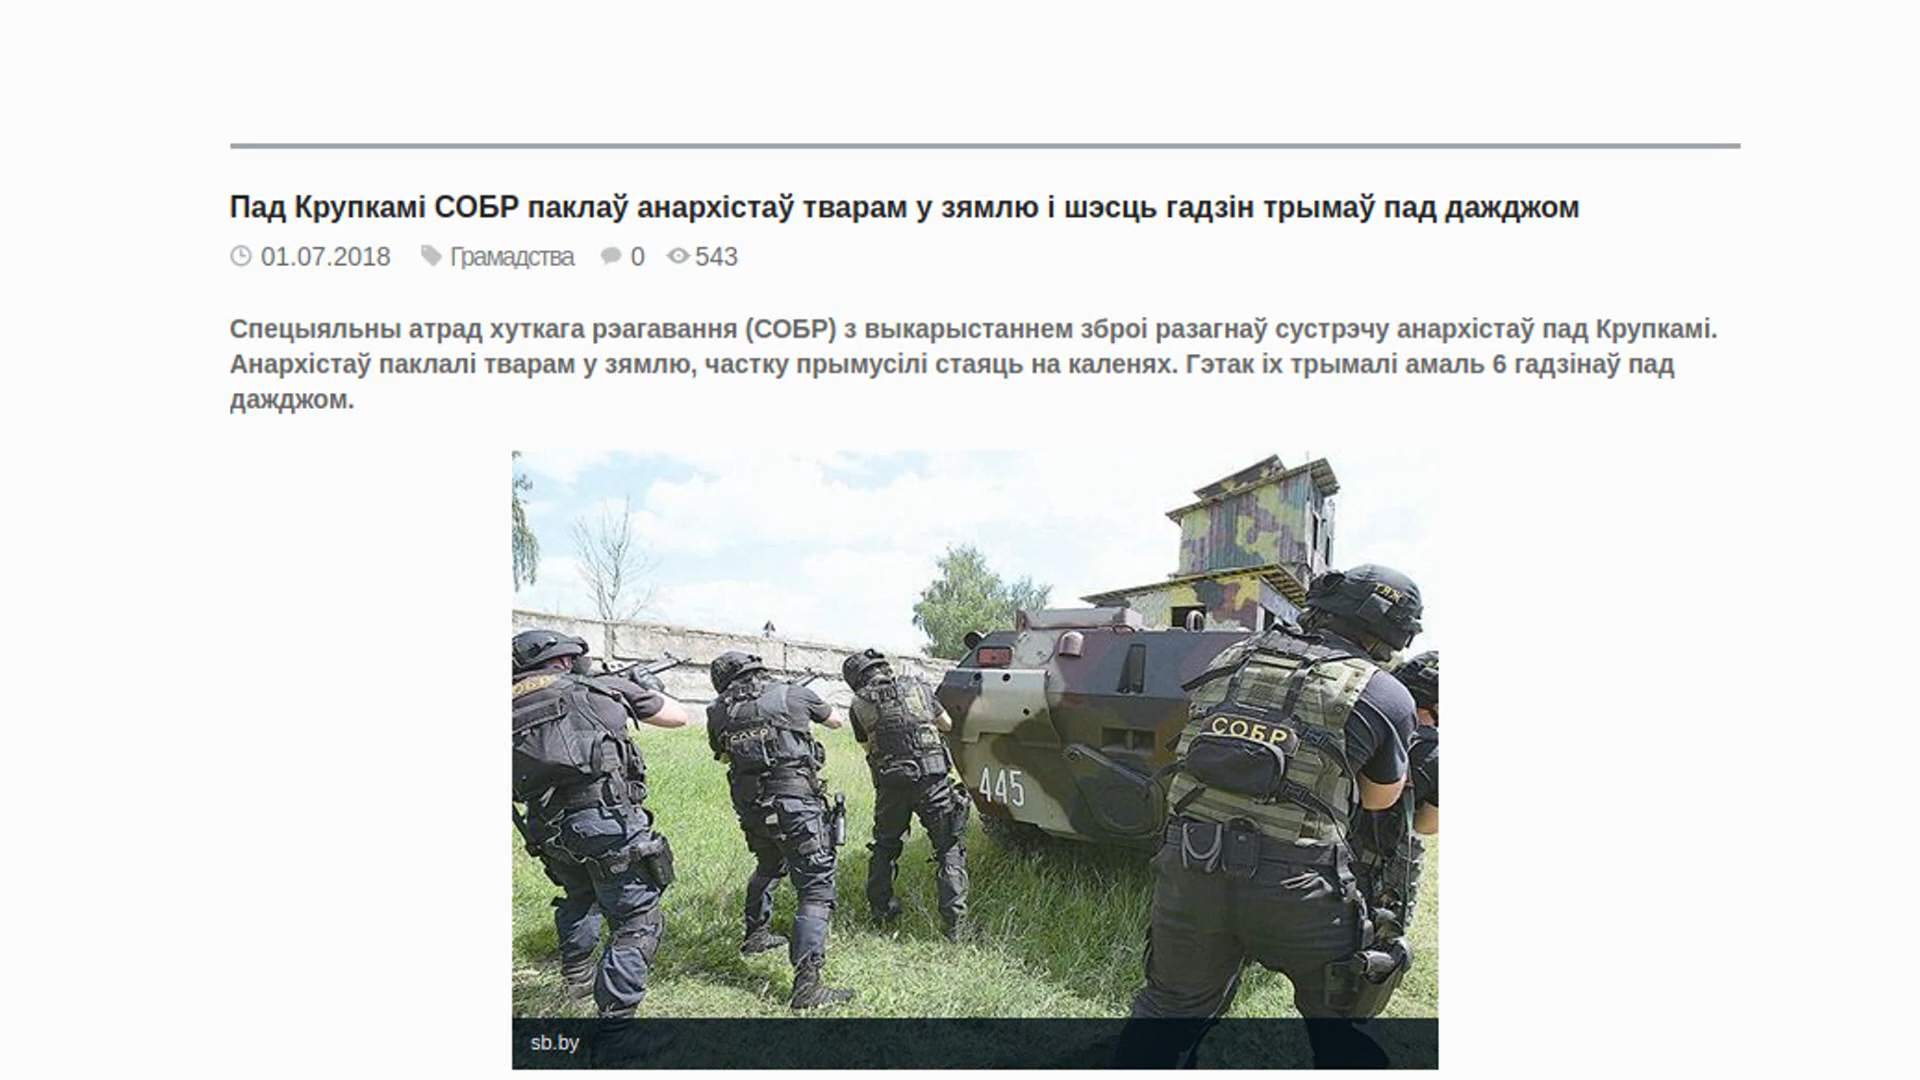 Пад Крупкамі СОБР паклаў анархістаў тварам у зямлю і шэсць гадзін трымаў пад дажджом
01.07.2018 Грамадства 0 543
Спецыяльны атрад хуткага рэагавання (СОБР) з выкарыстаннем зброі разагнаў сустрэчу анархістаў пад Крупкамі.
Анархістаў паклалі тварам у зямлю, частку прымусілі стаяць на каленях. Гэтак іх трымалі амаль 6 гадзінаў пад
дажджом.
СОБР
СОБР
445
СОБР
sb.by